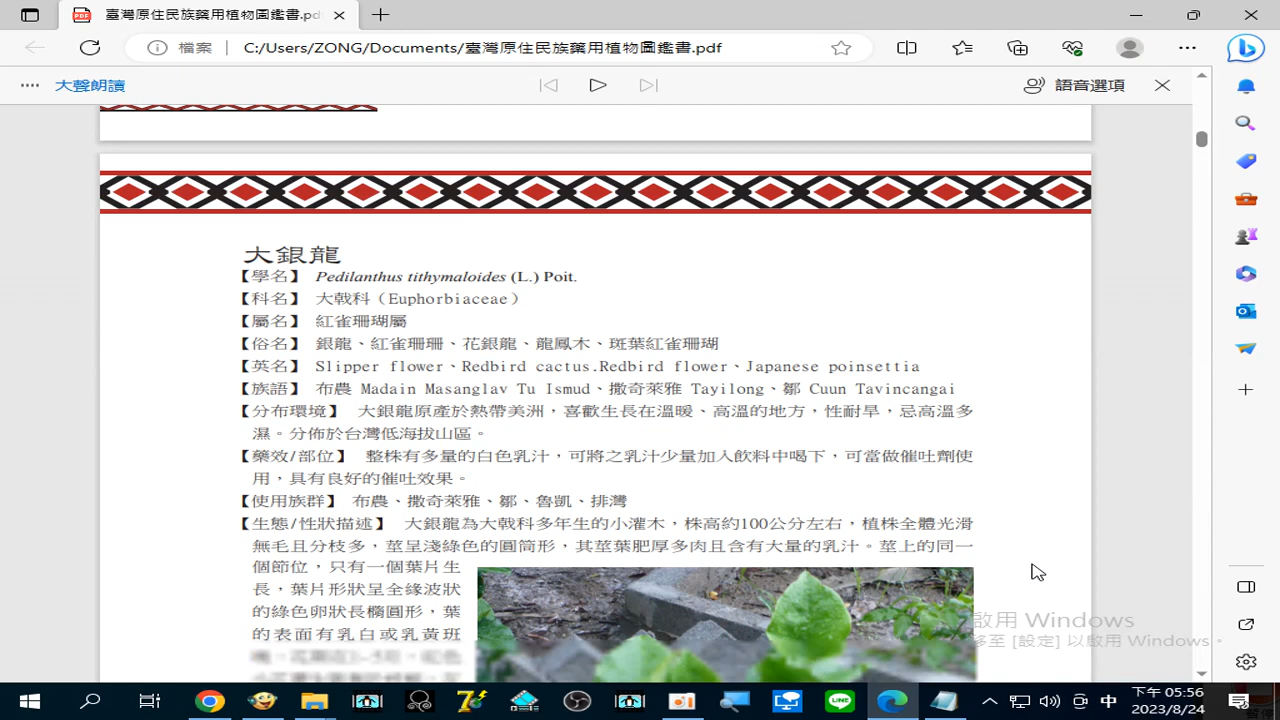 臺灣原住民族藥用植物圖鑑書.pdf
檔案 C:/Users/ZONG/Documents/臺灣原住民族藥用植物圖鑑書.pdf
大聲朗讀
語音選項
大銀龍
【學名】 Pedilanthus tithymaloides (L.) Poit.
【科名】 大戟科（Euphorbiaceae）
【屬名】 紅雀珊瑚屬
【俗名】 銀龍、紅雀珊珊、花銀龍、龍鳳木、斑葉紅雀珊瑚
【英名】 Slipper flower、Redbird cactus.Redbird flower、Japanese poinsettia
【族語】 布農 Madain Masanglav Tu Ismud、撒奇萊雅 Tayilong、鄒 Cuun Tavincangai
【分布環境】 大銀龍原產於熱帶美洲，喜歡生長在溫暖、高溫的地方，性耐旱，忌高溫多
濕。分佈於台灣低海拔山區。
【藥效/部位】 整株有多量的白色乳汁，可將之乳汁少量加入飲料中喝下，可當做催吐劑使
用，具有良好的催吐效果。
【使用族群】 布農、撒奇萊雅、鄒、魯凱、排灣
【生態/性狀描述】 大銀龍為大戟科多年生的小灌木，株高約100公分左右，植株全體光滑
無毛且分枝多，莖呈淺綠色的圓筒形，其莖葉肥厚多肉且含有大量的乳汁。莖上的同一
個節位，只有一個葉片生
長，葉片形狀呈全緣波狀
的綠色卵狀長橢圓形，葉
的表面有乳白或乳黃班
啟用 Windows
移至 [設定] 以啟用 Windows。
中
下午 05:56
2023/8/24